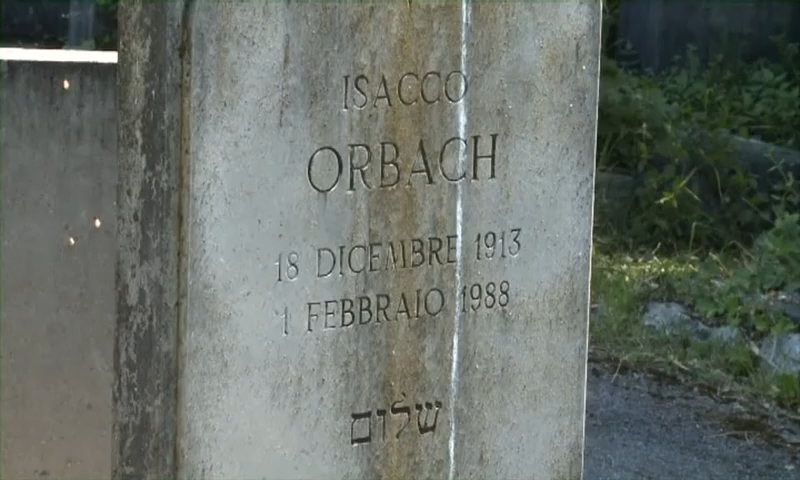 ISACCO
ORBACH
18 DICEMBRE 1913
1 FEBBRAIO 1988
שלום